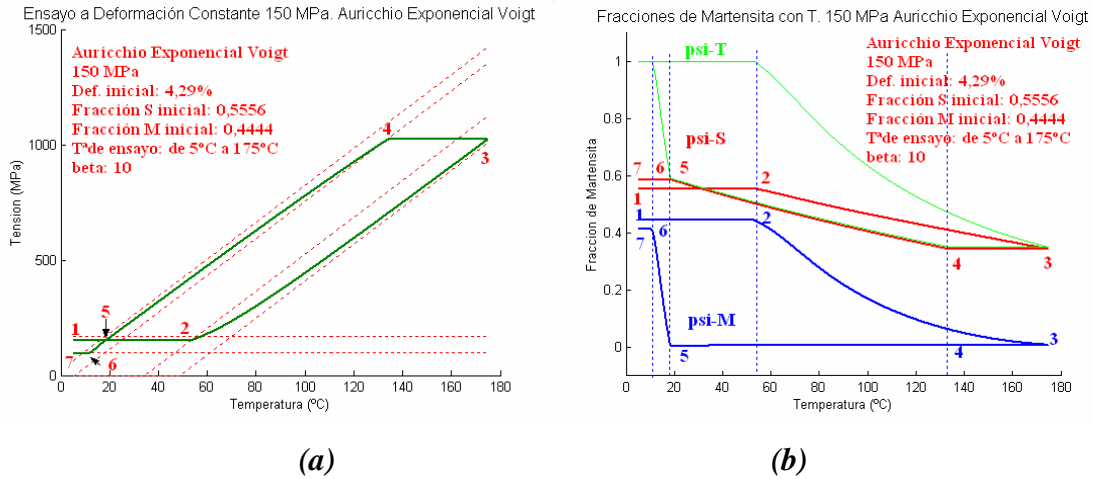 Ensayo a Deformación Constante 150 MPa. Auricchio Exponencial Voigt
Tension (MPa)
1500
1000
500
0
Auricchio Exponencial Voigt
150 MPa
Def. inicial: 4,29%
Fracción S inicial: 0,5556
Fracción M inicial: 0,4444
Tªde ensayo: de 5ºC a 175ºC
beta: 10
4
3
5
1
2
7
6
0 20 40 60 80 100 120 140 160 180
Temperatura (ºC)
(a)
Fracciones de Martensita con T. 150 MPa Auricchio Exponencial Voigt
Fraccion de Martensita
1
0.8
0.6
0.4
0.2
0
psi-T
Auricchio Exponencial Voigt
150 MPa
Def. inicial: 4,29%
Fracción S inicial: 0,5556
Fracción M inicial: 0,4444
Tªde ensayo: de 5ºC a 175ºC
beta: 10
psi-S
7 6 5
2
1
1
2
6
7
4
3
psi-M
5
4
3
0 20 40 60 80 100 120 140 160 180
Temperatura (ºC)
(b)